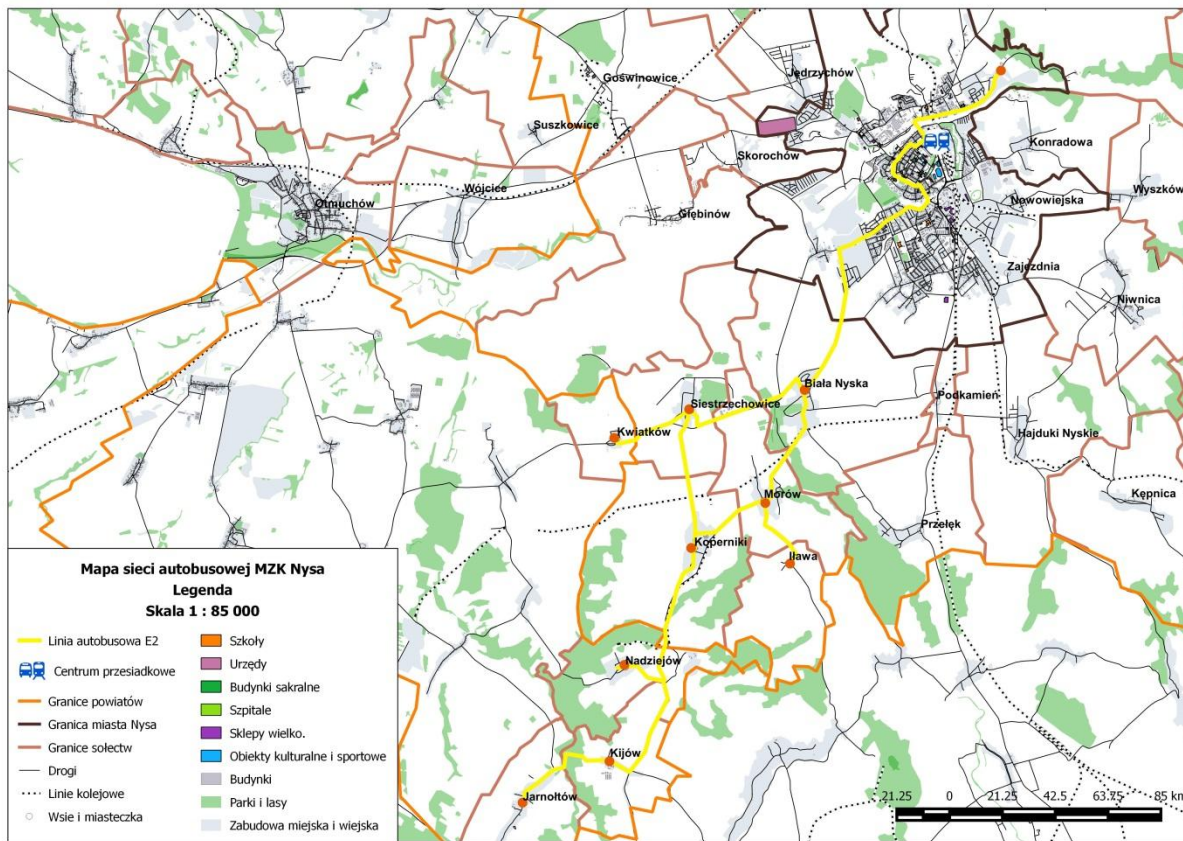 Goświnowice
Jędrzychów
Suszkowice
Skorochów
Konradowa
Otmuchów
Wójcice
Głębinów
Nowowiejska
Wyszków
Zajezdnia
Niwnica
Biała Nyska
Siestrzechowice
Podkamień
Kwiatków
Hajduki Nyskie
Morów
Kępnica
Przełęk
Koperniki
Iława
Nadziejów
Kijów
Jarnołtów
Mapa sieci autobusowej MZK Nysa
Legenda
Skala 1 : 85 000
Linia autobusowa E2
Centrum przesiadkowe
Granice powiatów
Granica miasta Nysa
Granice sołectw
Drogi
Linie kolejowe
Wsie i miasteczka
Szkoły
Urzędy
Budynki sakralne
Szpitale
Sklepy wielko.
Obiekty kulturalne i sportowe
Budynki
Parki i lasy
Zabudowa miejska i wiejska
21.25 0 21.25 42.5 63.75 85 km